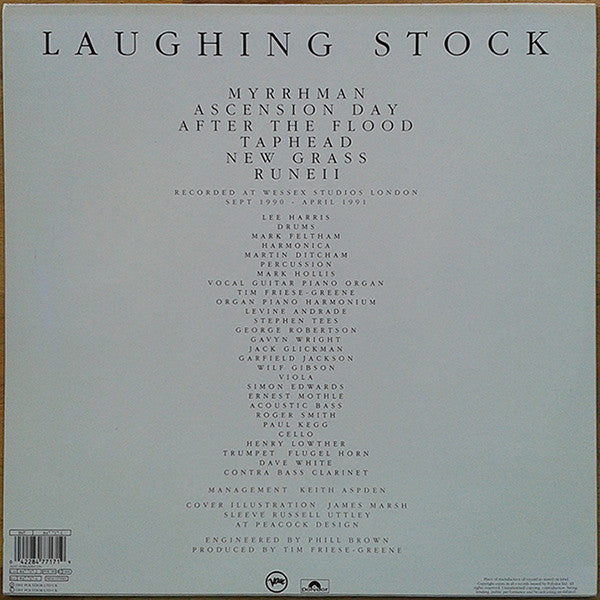 LAUGHING STOCK
MYRRHMAN
ASCENSION DAY
AFTER THE FLOOD
TAPHEAD
NEW GRASS
RUNEII
RECORDED AT WESSEX STUDIOS LONDON
SEPT 1990 - APRIL 1991
LEE HARRIS
DRUMS
MARK FELTHAM
HARMONICA
MARTIN DITCHAM
PERCUSSION
MARK HOLLIS
VOCAL GUITAR PIANO ORGAN
TIM FRIESE-GREENE
ORGAN PIANO HARMONIUM
LEVINE ANDRADE
STEPHEN TEES
GEORGE ROBERTSON
GAVYN WRIGHT
JACK GLICKMAN
GARFIELD JACKSON
WILF GIBSON
VIOLA
SIMON EDWARDS
ERNEST MOTHLE
ACOUSTIC BASS
ROGER SMITH
PAUL KEGG
CELLO
HENRY LOWTHER
TRUMPET FLUGEL HORN
DAVE WHITE
CONTRA BASS CLARINET
MANAGEMENT KEITH ASPDEN
COVER ILLUSTRATION JAMES MARSH
SLEEVE RUSSELL UTTLEY
AT PEACOCK DESIGN
ENGINEERED BY PHILL BROWN
PRODUCED BY TIM FRIESE-GREENE
Verve
Polydor